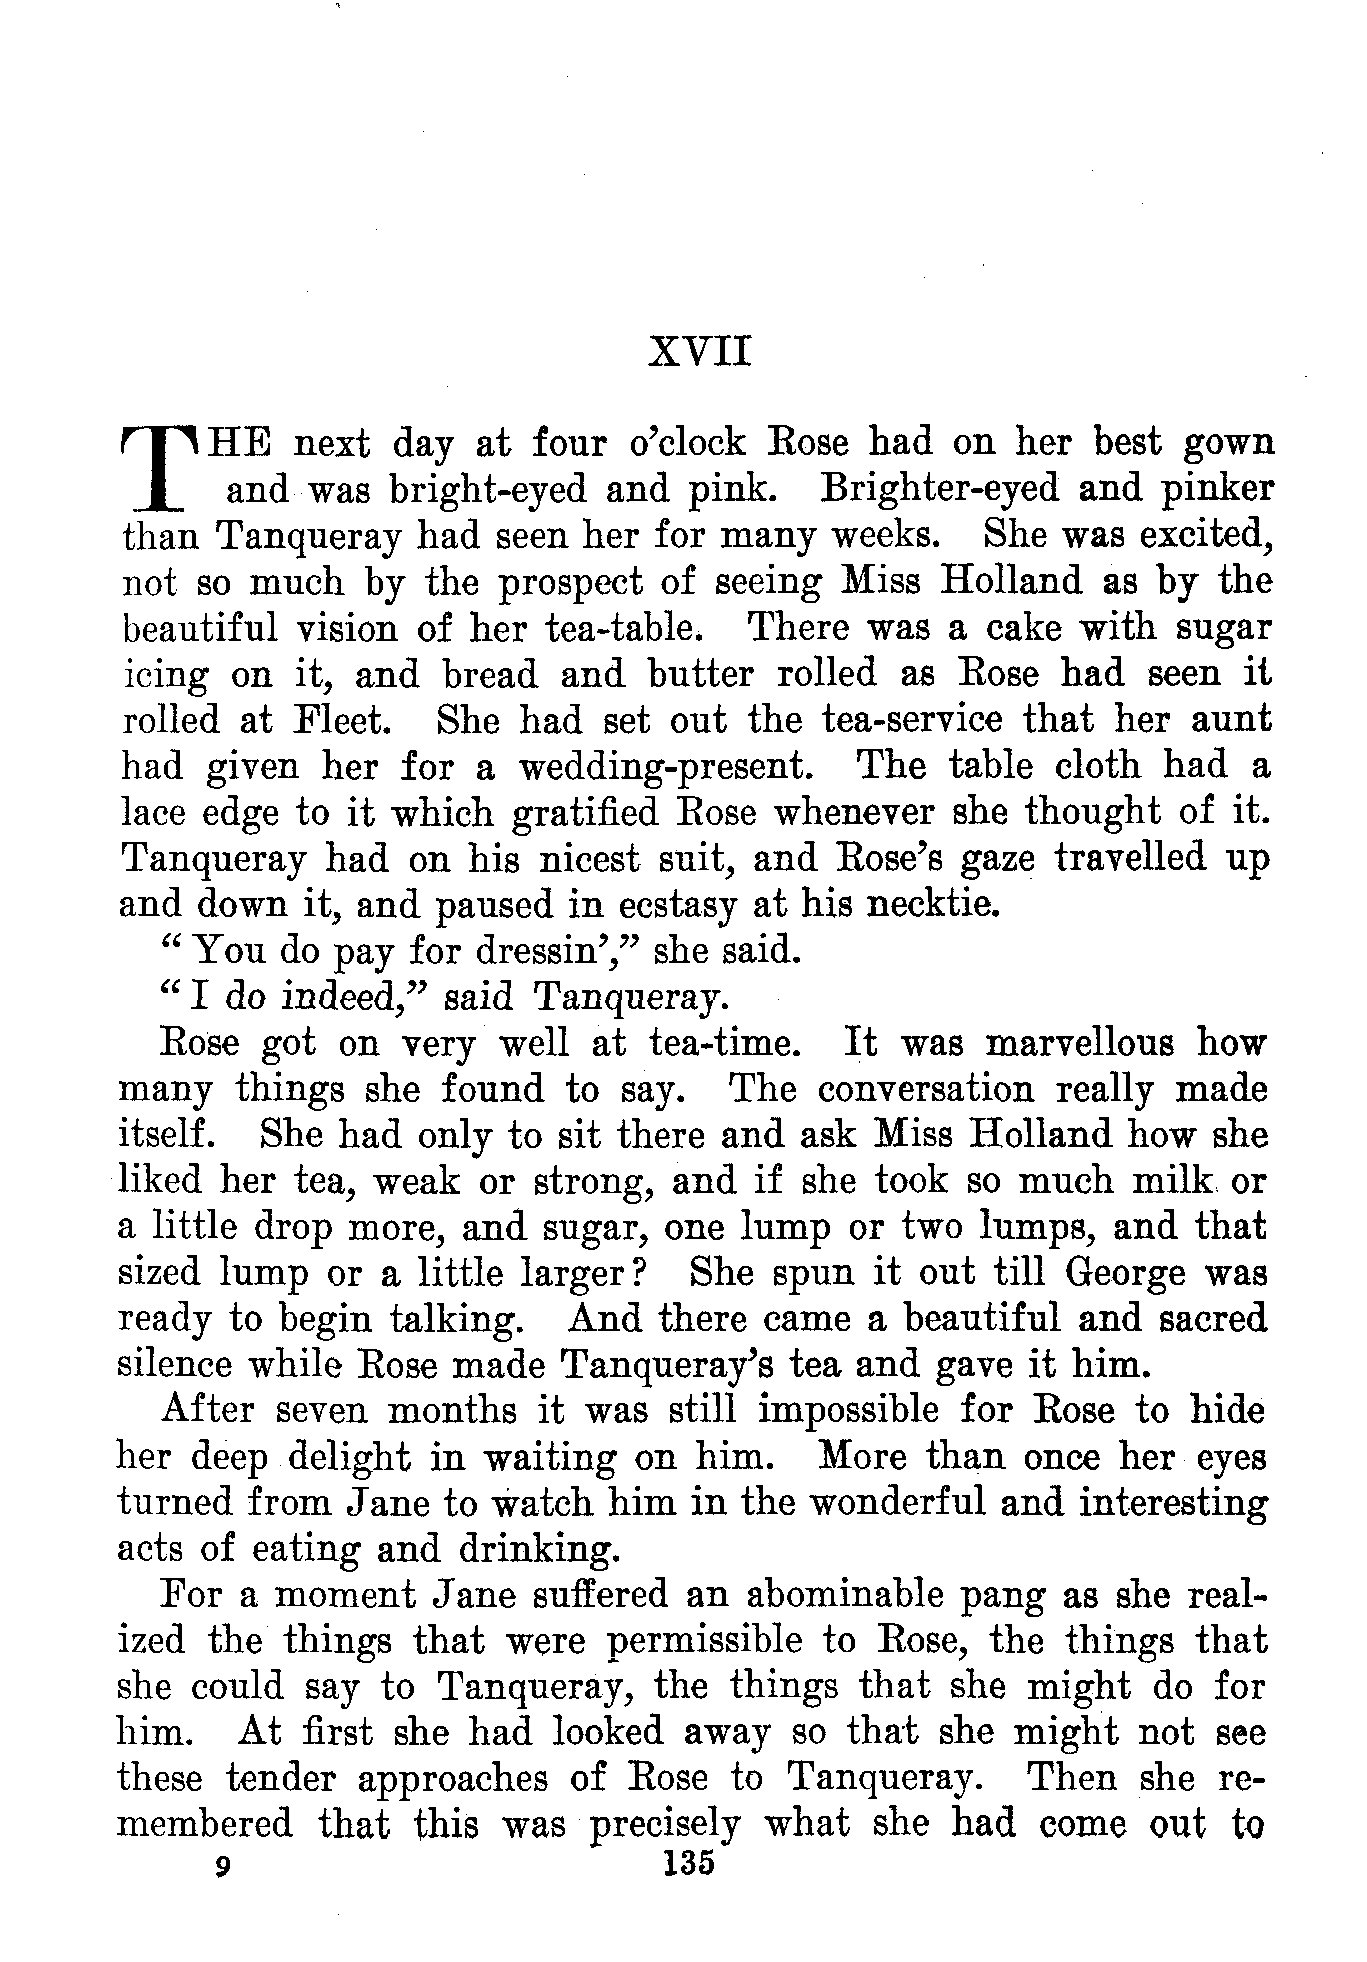 XVII
THE next day at four o’clock Rose had on her best gown
and was bright-eyed and pink. Brighter-eyed and pinker
than Tanqueray had seen her for many weeks. She was excited,
not so much by the prospect of seeing Miss Holland as by the
beautiful vision of her tea-table. There was a cake with sugar
icing on it, and bread and butter rolled as Rose had seen it
rolled at Fleet. She had set out the tea-service that her aunt
had given her for a wedding-present. The table cloth had a
lace edge to it which gratified Rose whenever she thought of it.
Tanqueray had on his nicest suit, and Rose’s gaze travelled up
and down it, and paused in ecstasy at his necktie.
“You do pay for dressin’,” she said.
“I do indeed,” said Tanqueray.
Rose got on very well at tea-time. It was marvellous how
many things she found to say. The conversation really made
itself. She had only to sit there and ask Miss Holland how she
liked her tea, weak or strong, and if she took so much milk or
a little drop more, and sugar, one lump or two lumps, and that
sized lump or a little larger? She spun it out till George was
ready to begin talking. And there came a beautiful and sacred
silence while Rose made Tanqueray’s tea and gave it him.
After seven months it was still impossible for Rose to hide
her deep delight in waiting on him. More than once her eyes
turned from Jane to watch him in the wonderful and interesting
acts of eating and drinking.
For a moment Jane suffered an abominable pang as she real-
ized the things that were permissible to Rose, the things that
she could say to Tanqueray, the things that she might do for
him. At first she had looked away so that she might not see
these tender approaches of Rose to Tanqueray. Then she re-
membered that this was precisely what she had come out to
9 135